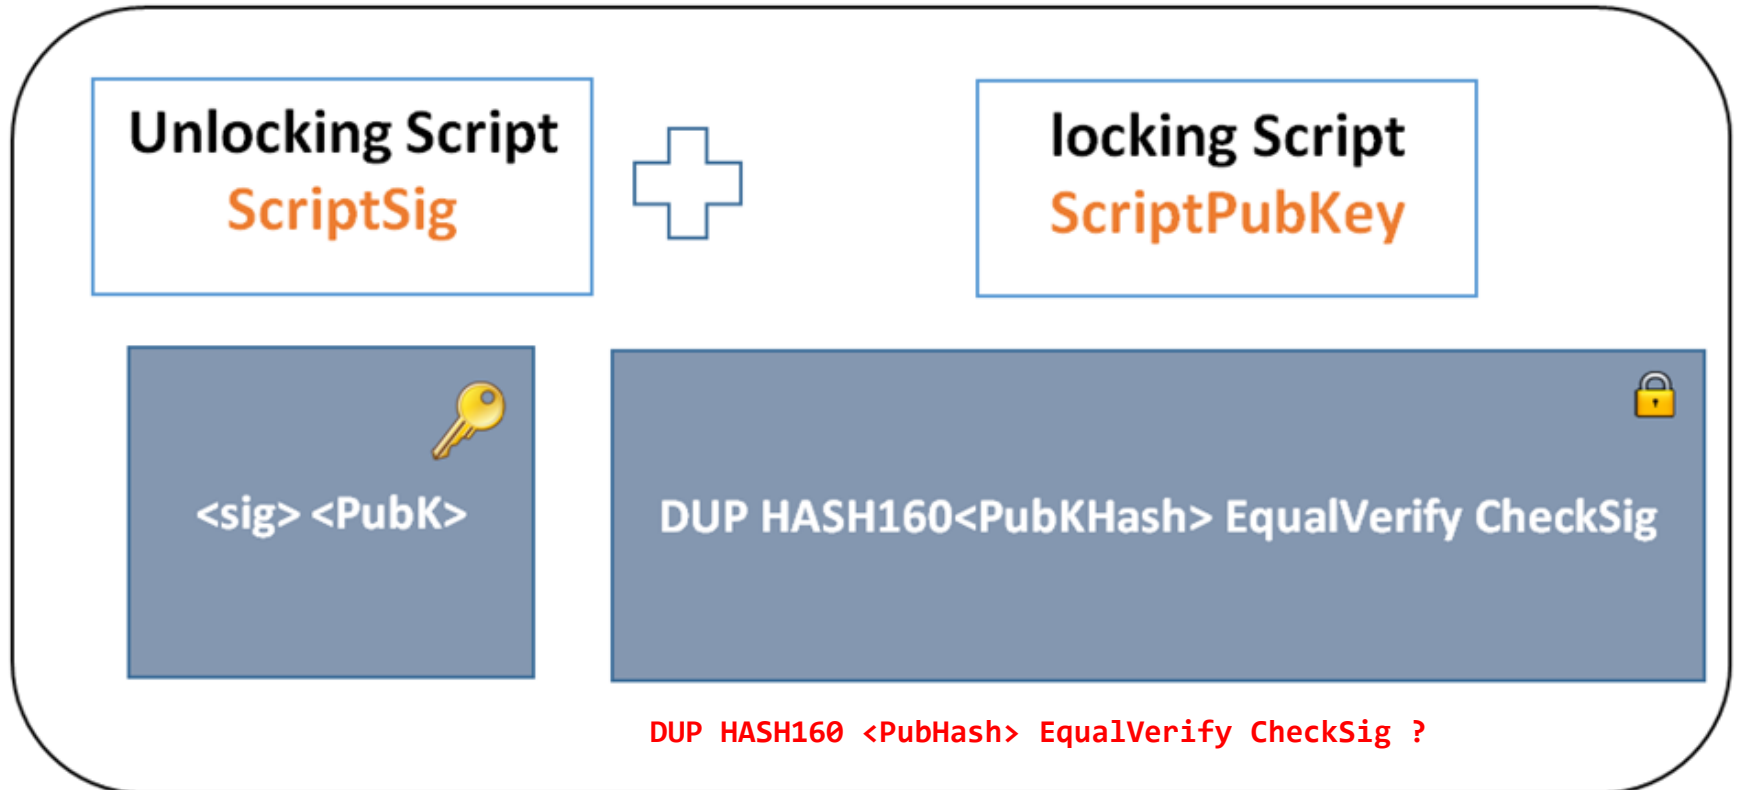 Unlocking Script
ScriptSig
locking Script
ScriptPubKey
<sig> <PubK>
DUP HASH160<PubKHash> EqualVerify CheckSig
DUP HASH160 <PubHash> EqualVerify CheckSig ?